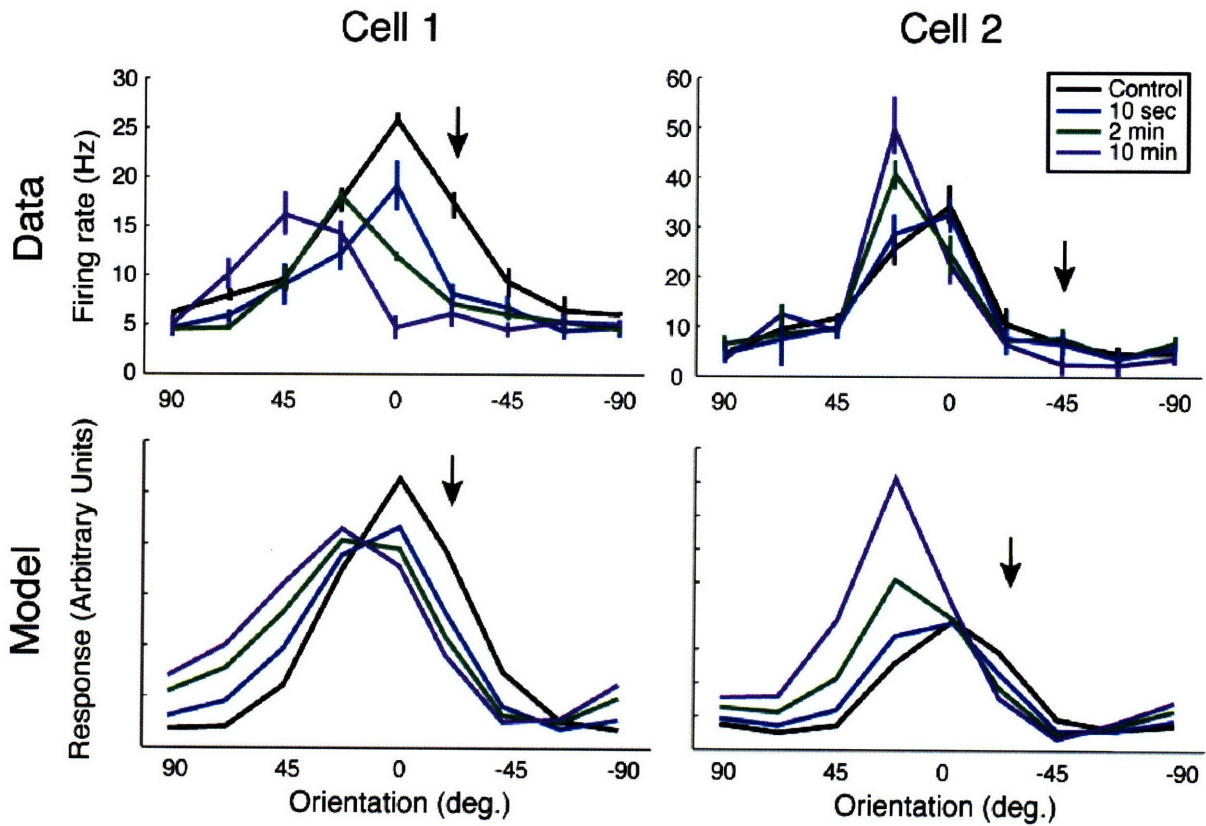 Cell 1
Cell 2
Data
Firing rate (Hz)
30
25
20
15
10
5
0
90
45
0
-45
-90
60
50
40
30
20
10
0
90
45
0
-45
-90
Control
10 sec
2 min
10 min
Model
Response (Arbitrary Units)
90
45
0
-45
-90
Orientation (deg.)
90
45
0
-45
-90
Orientation (deg.)